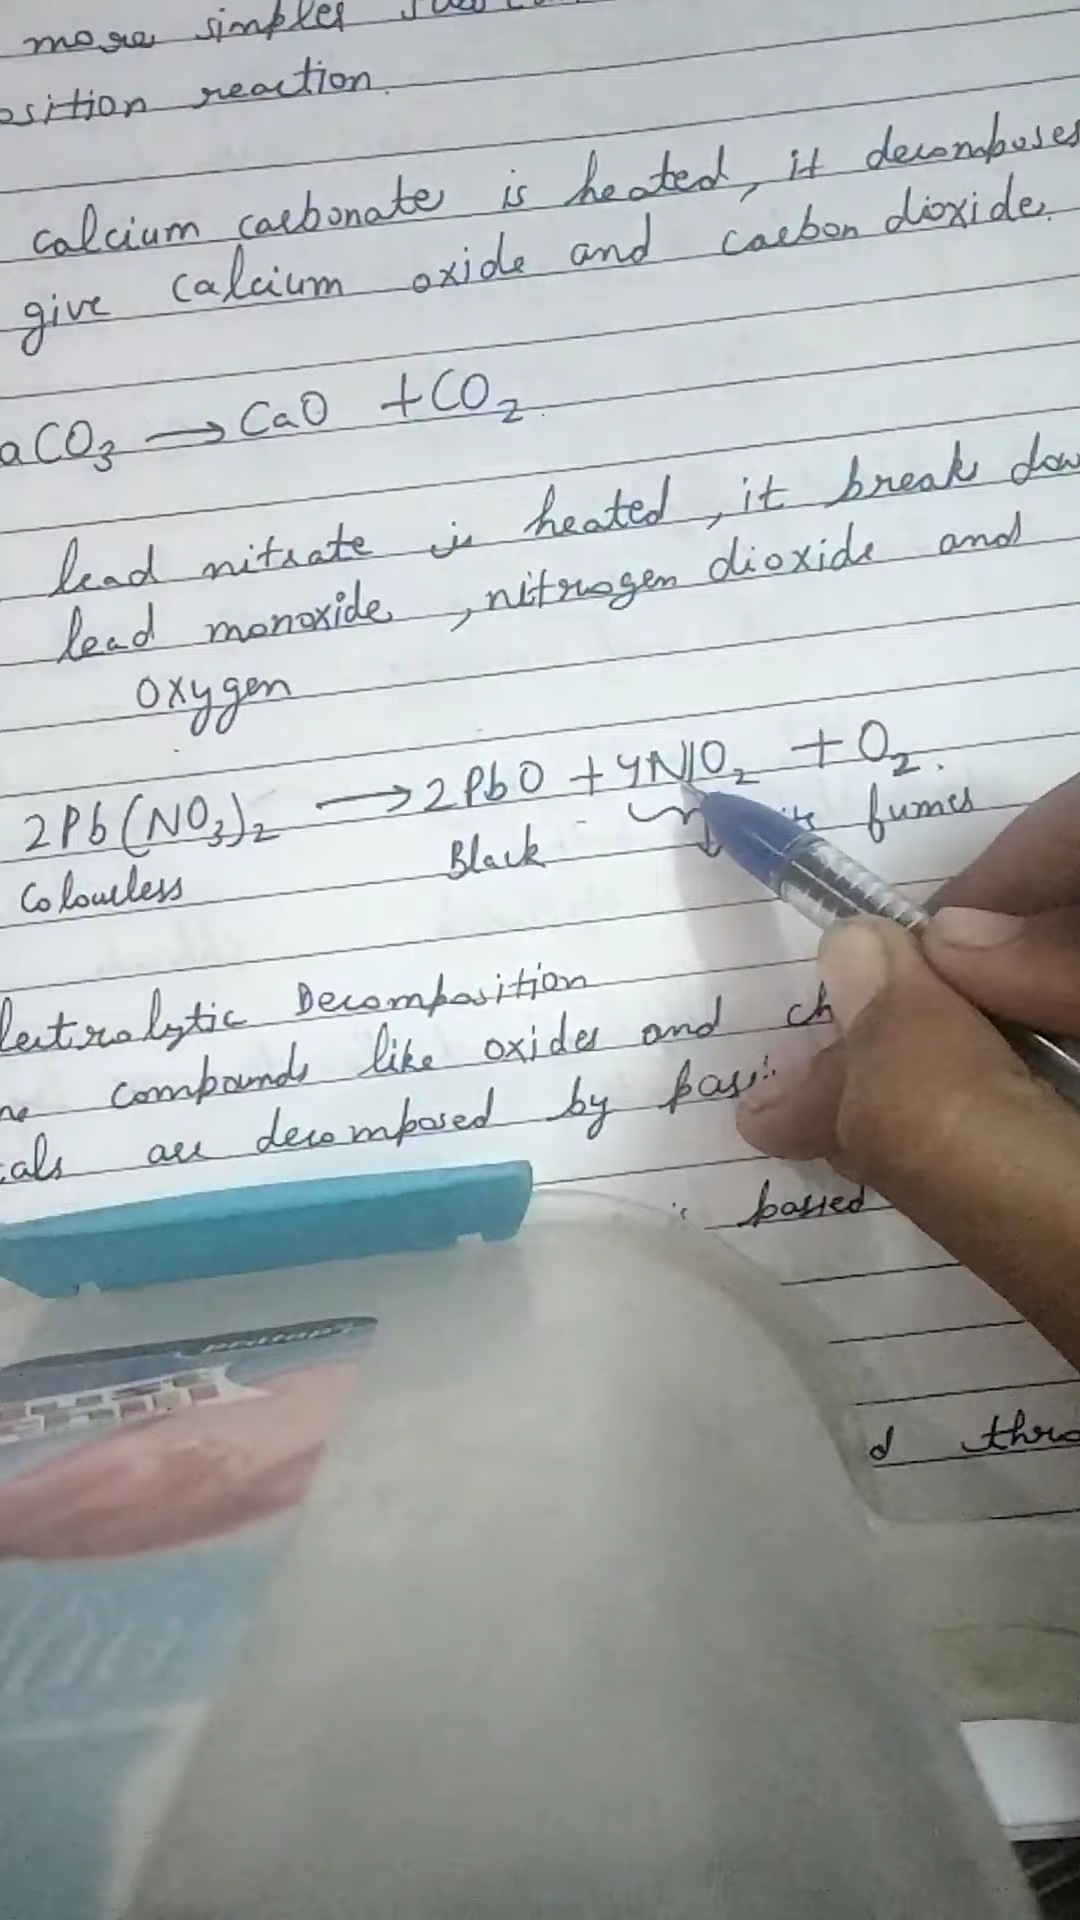 more simpler
osition reaction.
calcium carbonate is heated, it decomposes
give calcium oxide and carbon dioxide.
aCO3 → CaO + CO2
lead nitrate is heated, it break dow
lead monoxide, nitrogen dioxide and
oxygen
2Pb(NO3)2 → 2PbO + 4NO2 + O2.
Colourless Black fumes
lectrolytic Decomposition
compounds like oxides and ch
cals are decomposed by pass
passed
d thro